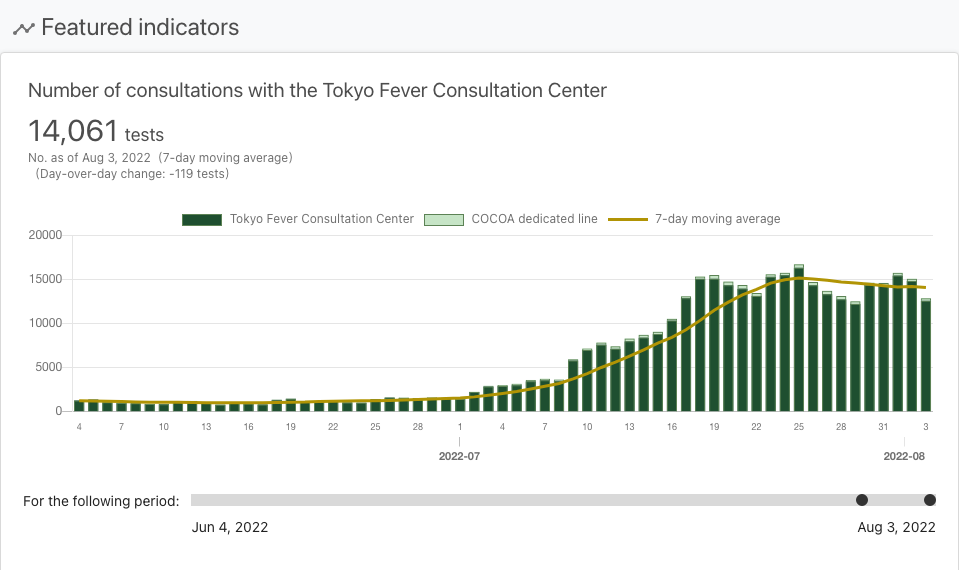 Featured indicators
Number of consultations with the Tokyo Fever Consultation Center
14,061 tests
No. as of Aug 3, 2022 (7-day moving average)
(Day-over-day change: -119 tests)
Tokyo Fever Consultation Center COCOA dedicated line 7-day moving average
20000
15000
10000
5000
0
4 7 10 13 16 19 22 25 28 1 4 7 10 13 16 19 22 25 28 31 3
2022-07 2022-08
For the following period:
Jun 4, 2022 Aug 3, 2022